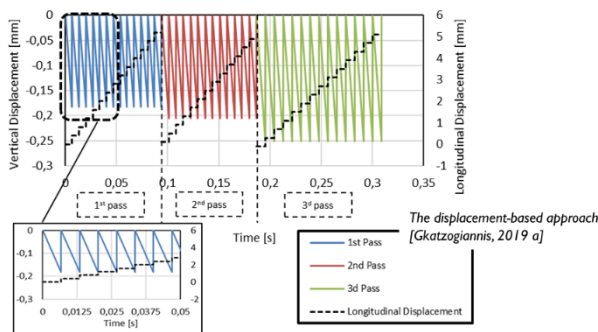 Vertical Displacement [mm]
0
-0,05
-0,1
-0,15
-0,2
-0,25
-0,3
0 0,05 0,1 0,15 0,2 0,25 0,3 0,35
6
5
4
3
2
1
0
-1
Longitudinal Displacement [mm]
1st pass
2nd pass
3d pass
Time [s]
The displacement-based approach
[Gkatzogiannis, 2019 a]
1st Pass
2nd Pass
3d Pass
Longitudinal Displacement
0
-0,1
-0,2
-0,3
6
4
2
0
-2
0 0,0125 0,025 0,0375 0,05
Time [s]